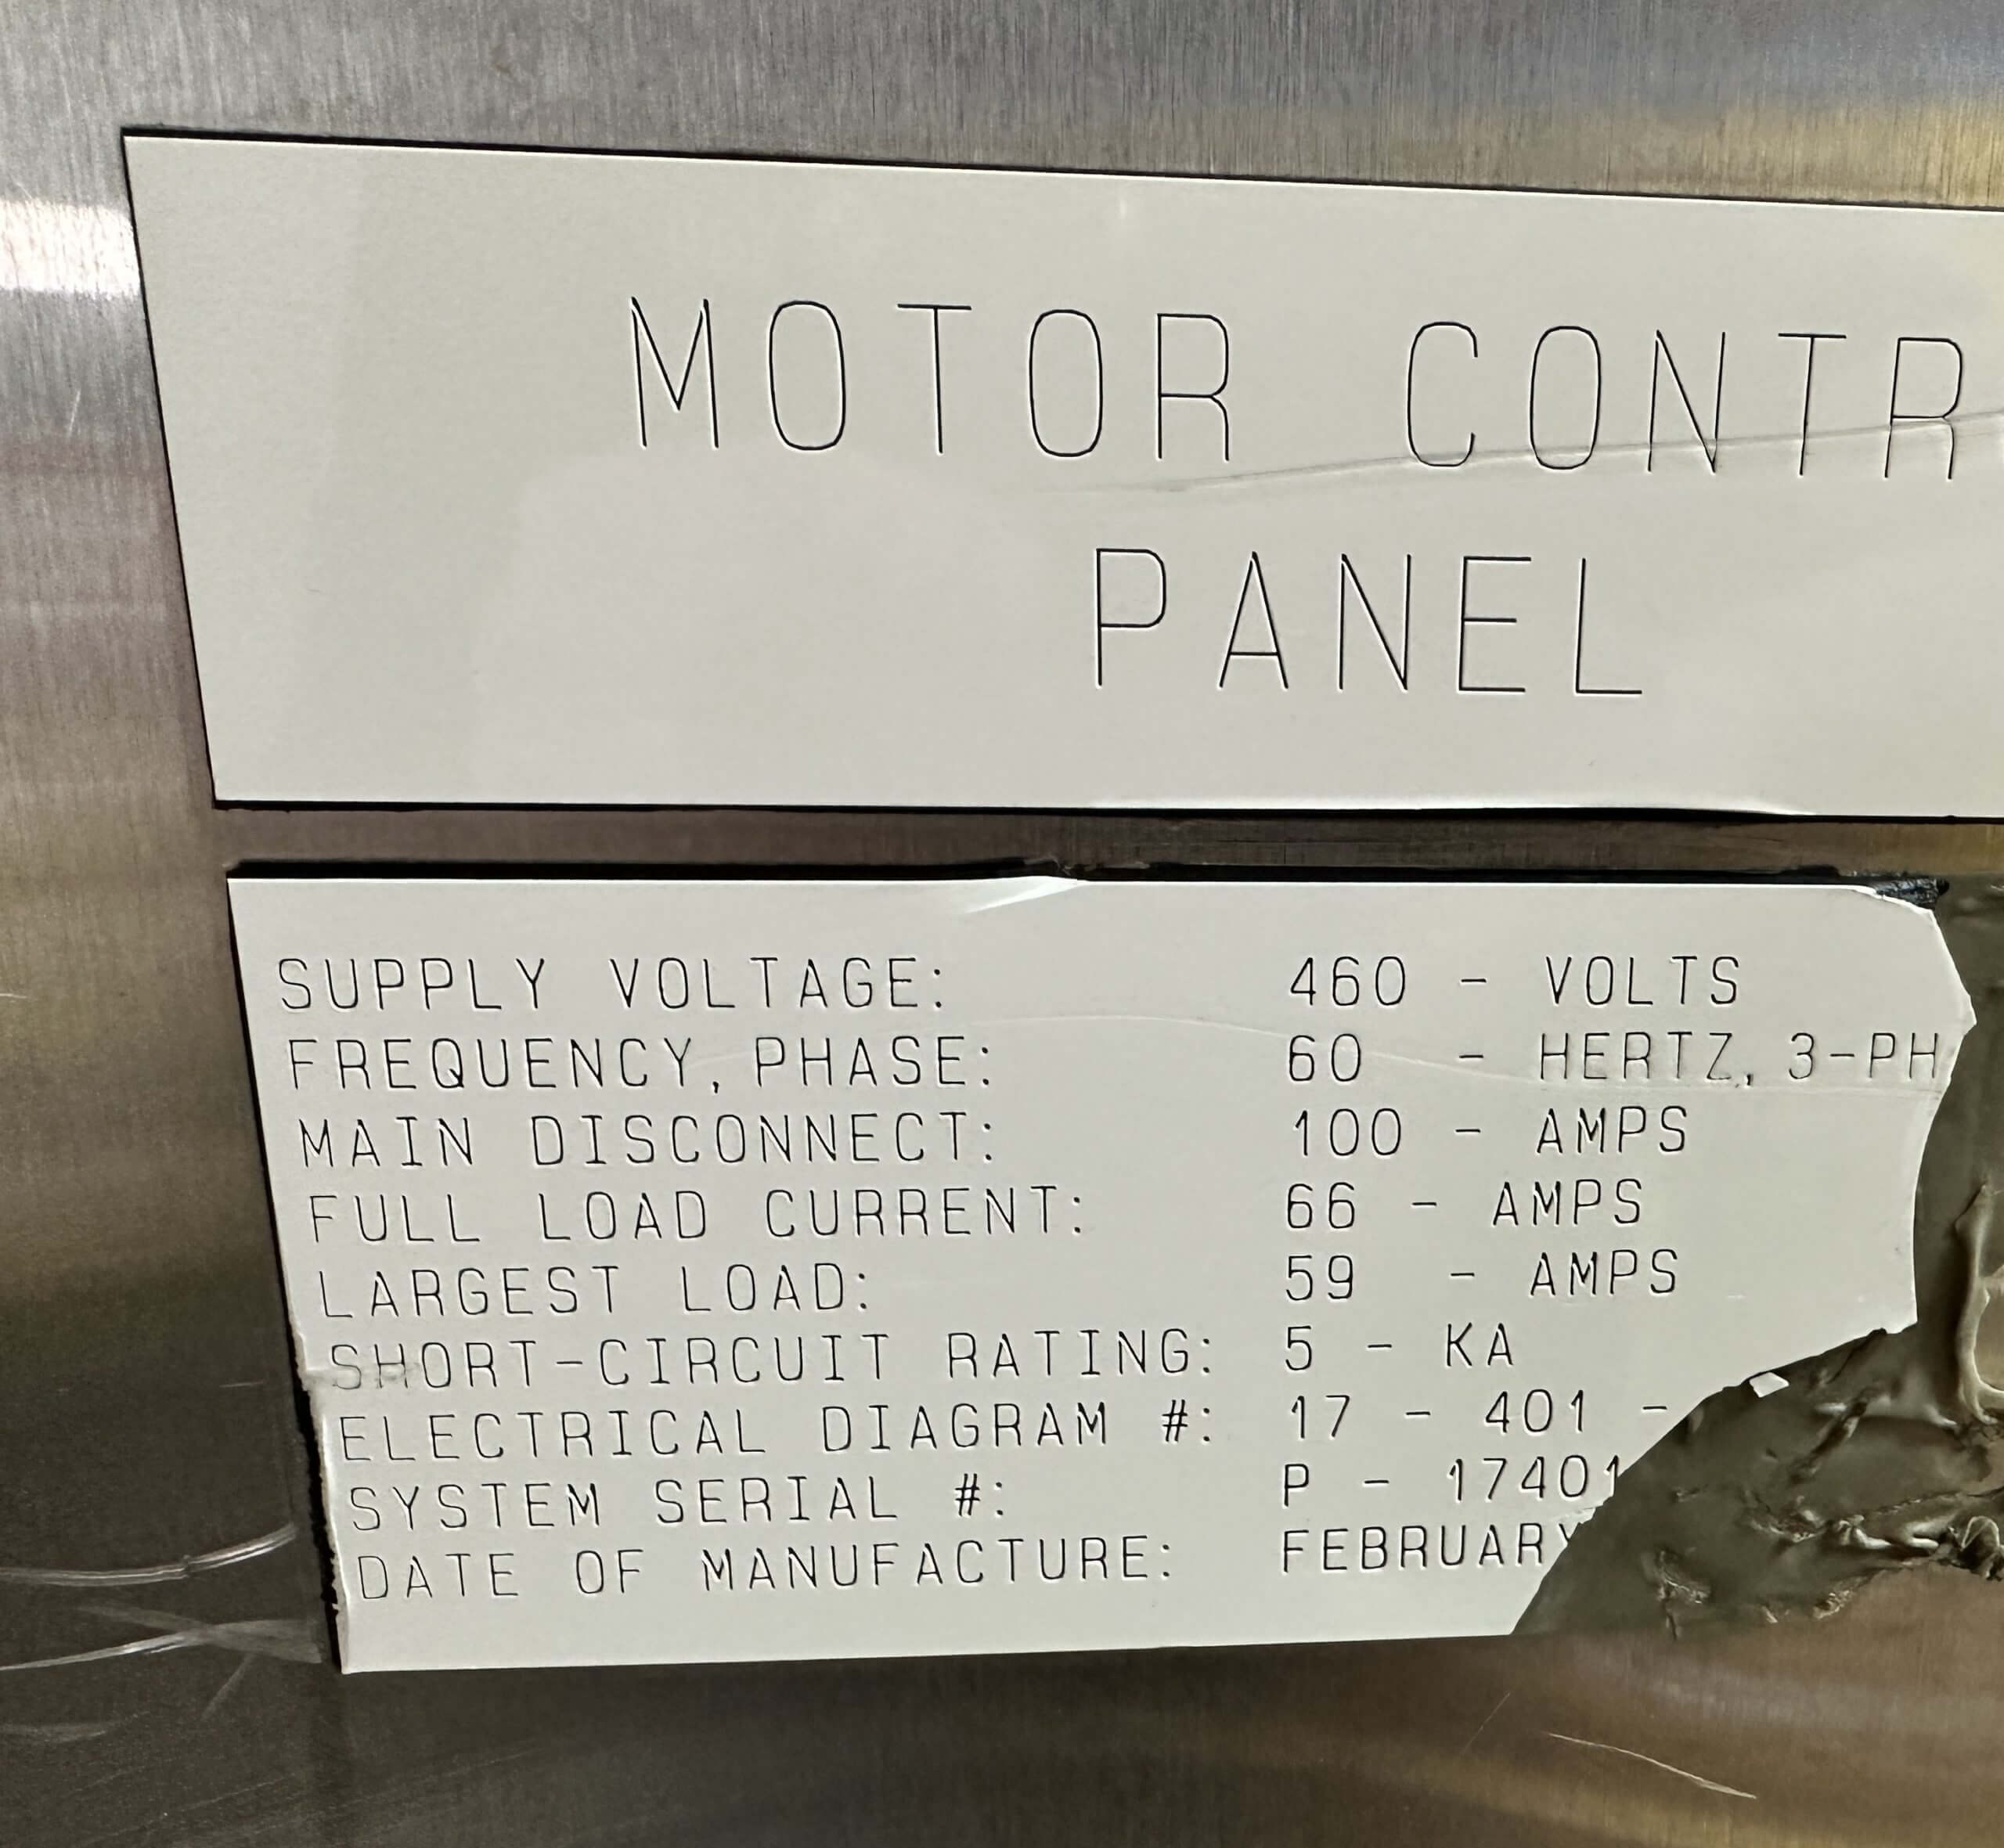 MOTOR CONTR
PANEL
SUPPLY VOLTAGE: 460 - VOLTS
FREQUENCY, PHASE: 60 - HERTZ, 3-PH
MAIN DISCONNECT: 100 - AMPS
FULL LOAD CURRENT: 66 - AMPS
LARGEST LOAD: 59 - AMPS
SHORT-CIRCUIT RATING: 5 - KA
ELECTRICAL DIAGRAM #: 17 - 401 -
SYSTEM SERIAL #: P - 17401
DATE OF MANUFACTURE: FEBRUARY